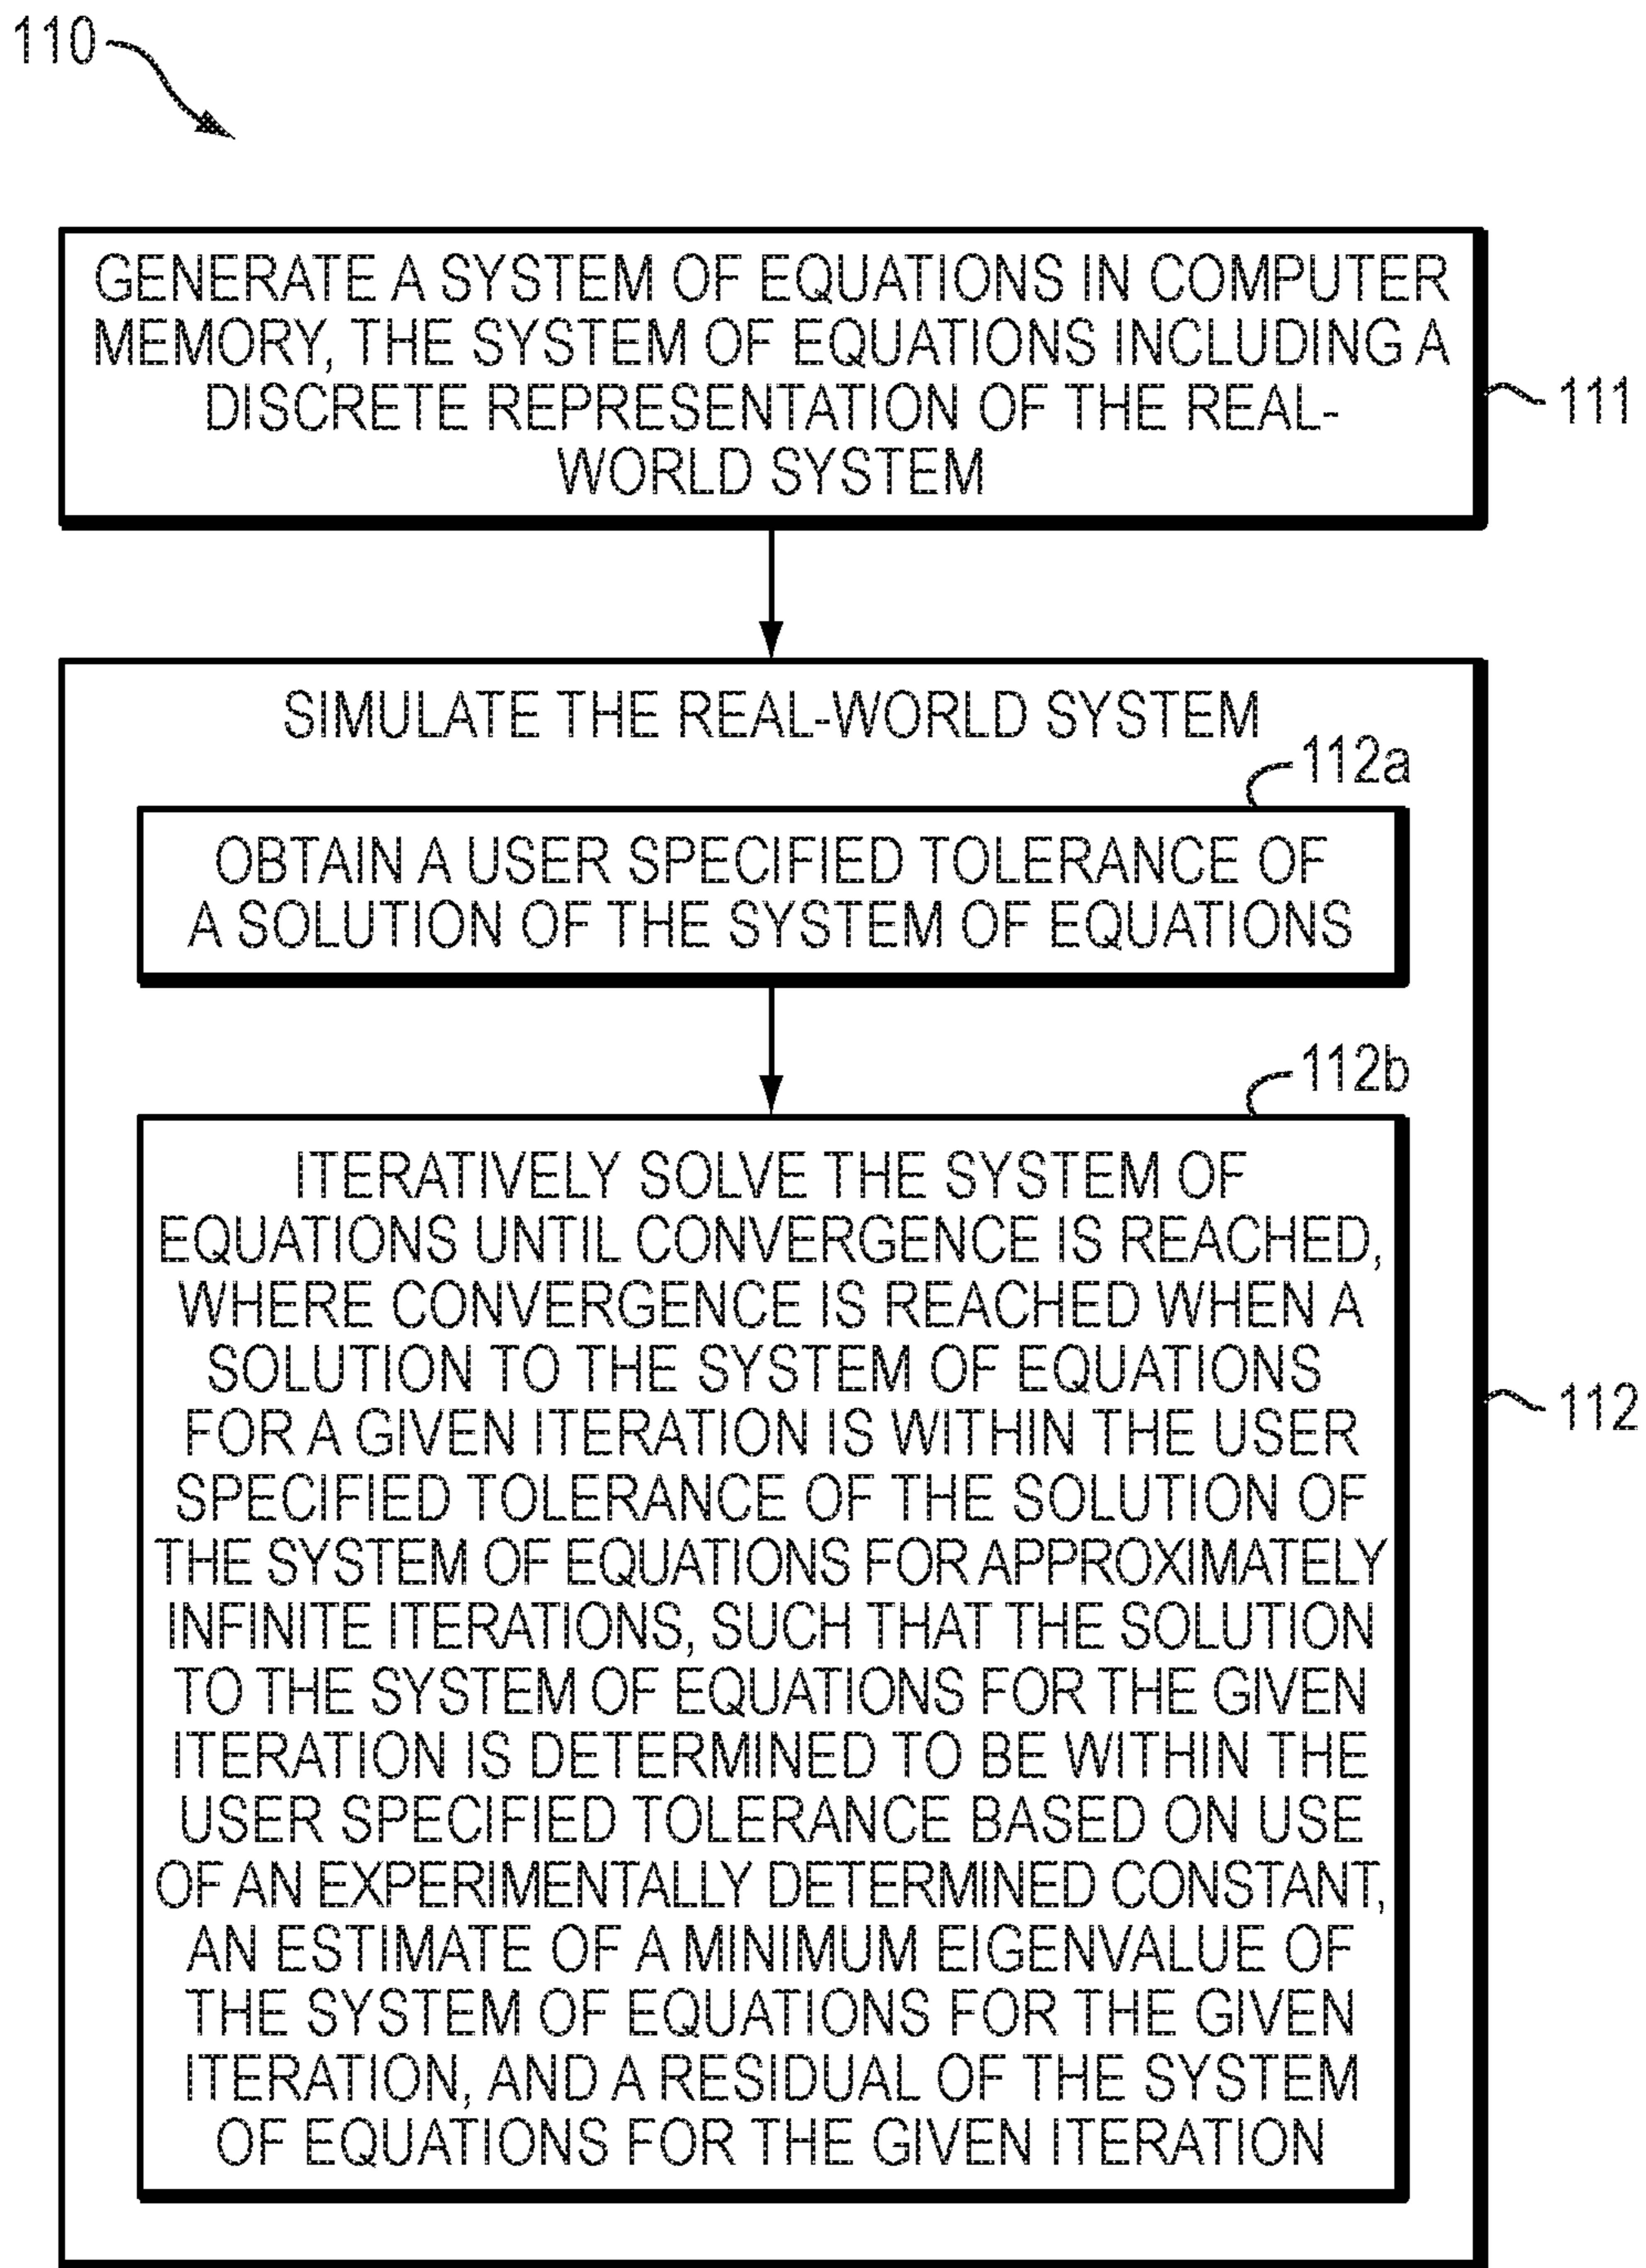 110
GENERATE A SYSTEM OF EQUATIONS IN COMPUTER
MEMORY, THE SYSTEM OF EQUATIONS INCLUDING A
DISCRETE REPRESENTATION OF THE REAL-
WORLD SYSTEM
111
SIMULATE THE REAL-WORLD SYSTEM
112a
OBTAIN A USER SPECIFIED TOLERANCE OF
A SOLUTION OF THE SYSTEM OF EQUATIONS
112b
ITERATIVELY SOLVE THE SYSTEM OF
EQUATIONS UNTIL CONVERGENCE IS REACHED,
WHERE CONVERGENCE IS REACHED WHEN A
SOLUTION TO THE SYSTEM OF EQUATIONS
FOR A GIVEN ITERATION IS WITHIN THE USER
SPECIFIED TOLERANCE OF THE SOLUTION OF
THE SYSTEM OF EQUATIONS FOR APPROXIMATELY
INFINITE ITERATIONS, SUCH THAT THE SOLUTION
TO THE SYSTEM OF EQUATIONS FOR THE GIVEN
ITERATION IS DETERMINED TO BE WITHIN THE
USER SPECIFIED TOLERANCE BASED ON USE
OF AN EXPERIMENTALLY DETERMINED CONSTANT,
AN ESTIMATE OF A MINIMUM EIGENVALUE OF
THE SYSTEM OF EQUATIONS FOR THE GIVEN
ITERATION, AND A RESIDUAL OF THE SYSTEM
OF EQUATIONS FOR THE GIVEN ITERATION
112